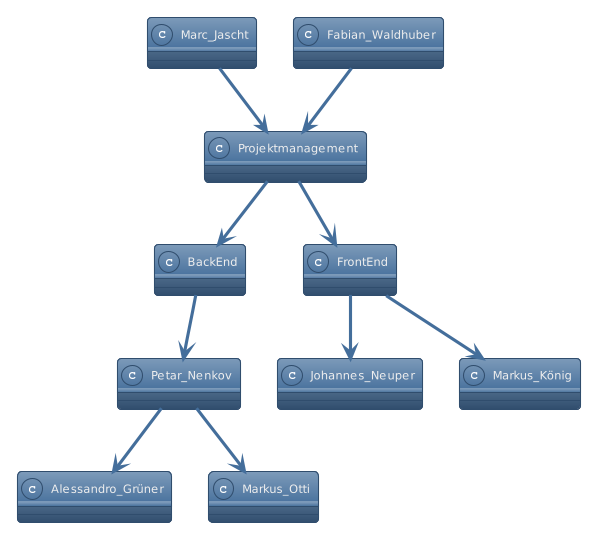 C Marc_Jascht
C Fabian_Waldhuber
C Projektmanagement
C BackEnd
C FrontEnd
C Petar_Nenkov
C Johannes_Neuper
C Markus_König
C Alessandro_Grüner
C Markus_Otti